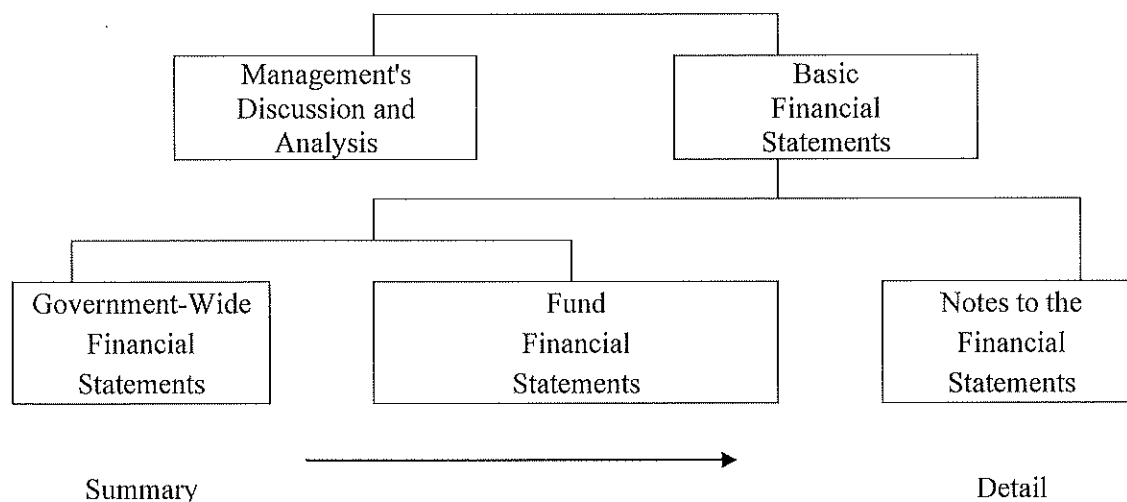 Management's
Discussion and
Analysis
Basic
Financial
Statements
Government-Wide
Financial
Statements
Fund
Financial
Statements
Notes to the
Financial
Statements
Summary
Detail